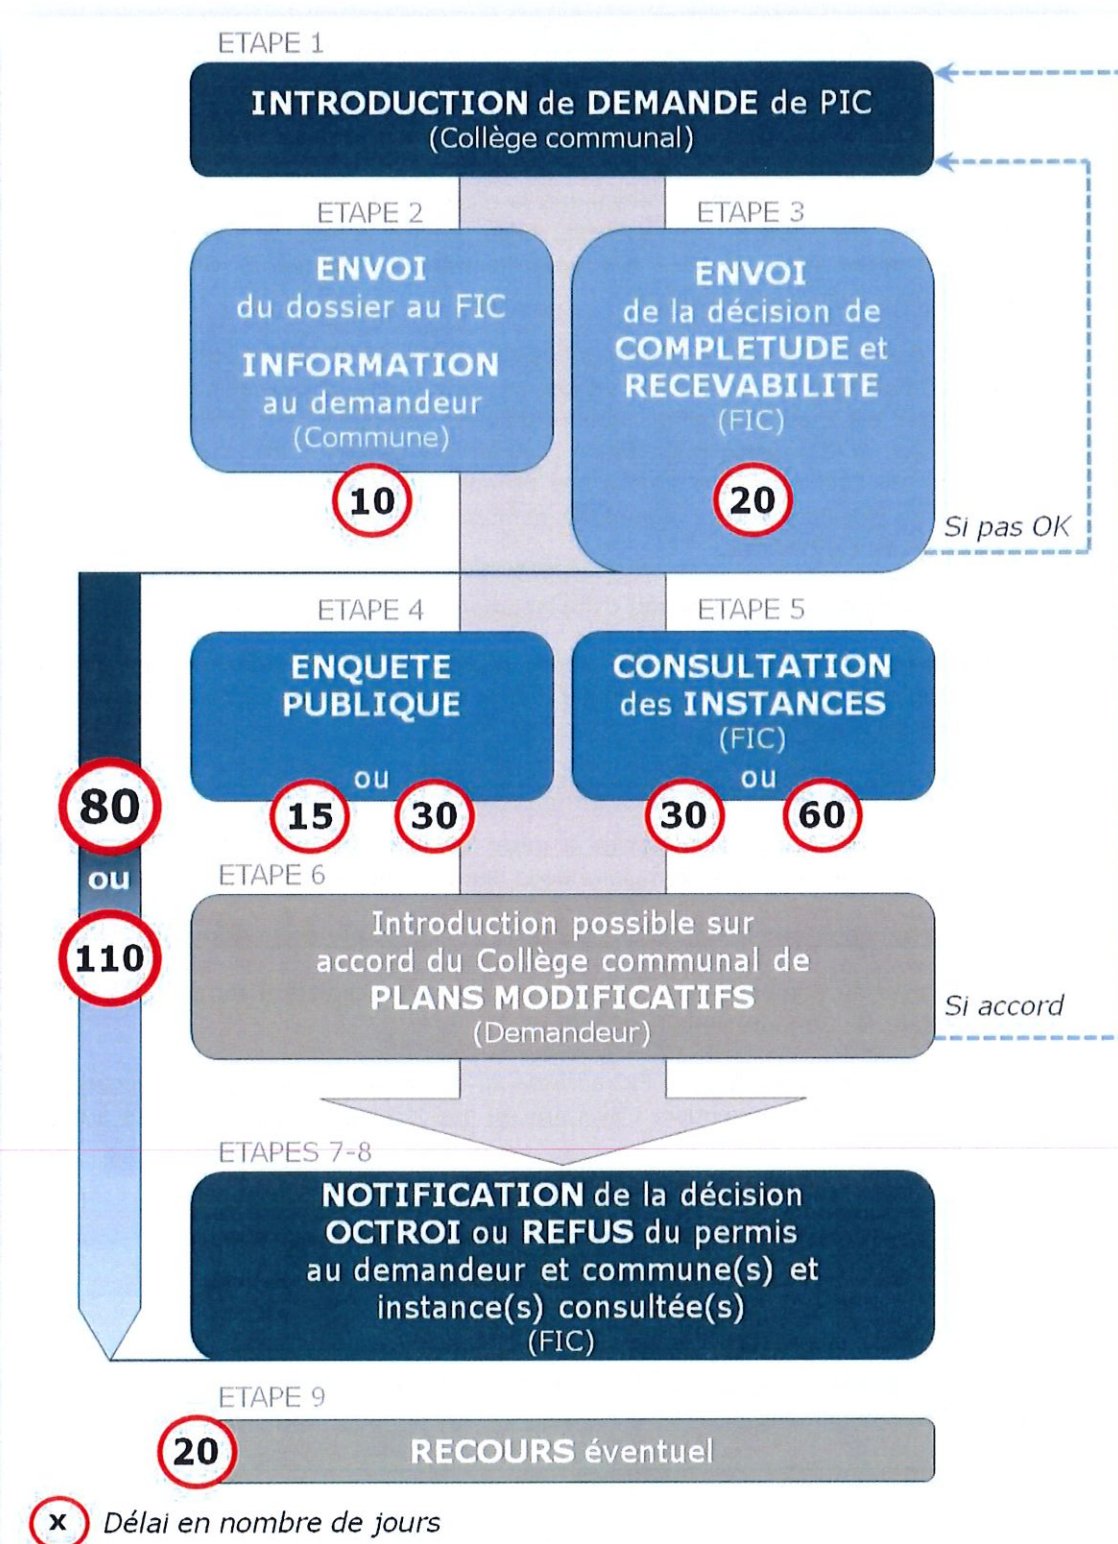 ETAPE 1
INTRODUCTION de DEMANDE de PIC
(Collège communal)
ETAPE 2
ENVOI
du dossier au FIC
INFORMATION
au demandeur
(Commune)
10
ETAPE 3
ENVOI
de la décision de
COMPLETUDE et
RECEVABILITE
(FIC)
20
Si pas OK
ETAPE 4
ENQUETE
PUBLIQUE
ou
15
30
ETAPE 5
CONSULTATION
des INSTANCES
(FIC)
ou
30
60
80
ou
110
ETAPE 6
Introduction possible sur
accord du Collège communal de
PLANS MODIFICATIFS
(Demandeur)
Si accord
ETAPES 7-8
NOTIFICATION de la décision
OCTROI ou REFUS du permis
au demandeur et commune(s) et
instance(s) consultée(s)
(FIC)
ETAPE 9
20
RECOURS éventuel
x Délai en nombre de jours